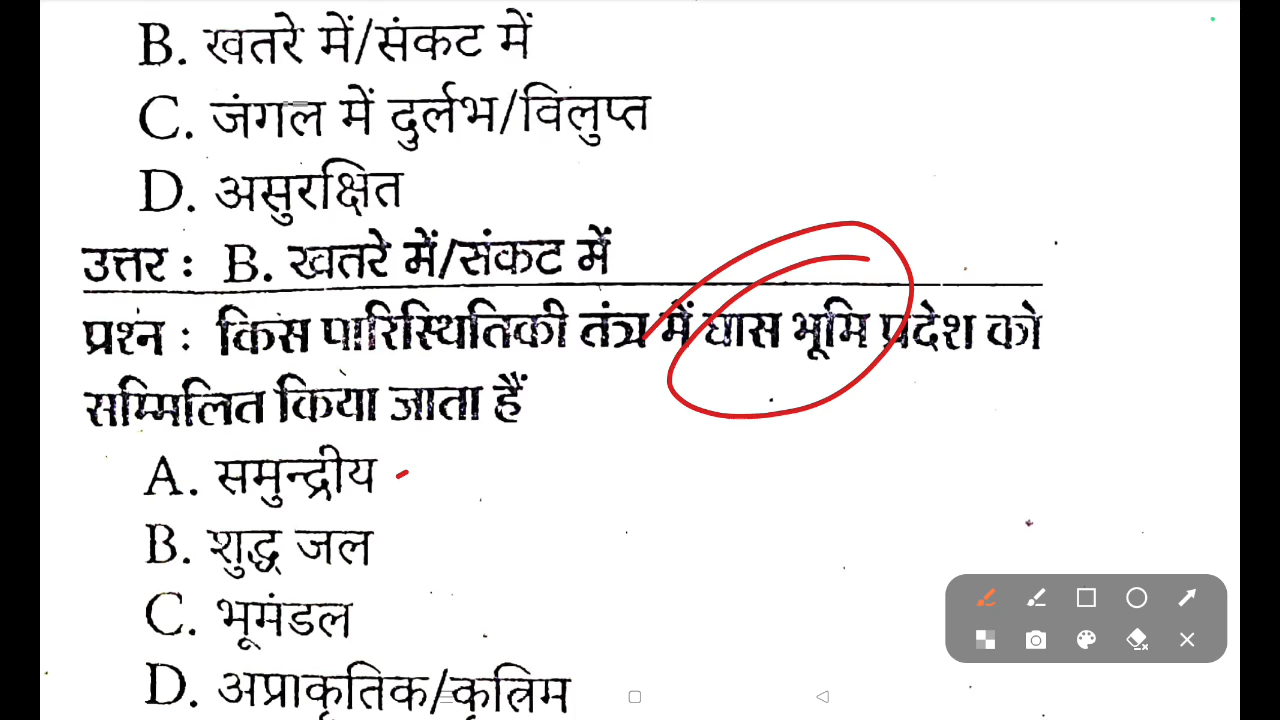 B. खतरे में/संकट में
C. जंगल में दुर्लभ/विलुप्त
D. असुरक्षित
उत्तर : B. खतरे में/संकट में
प्रश्न : किस पारिस्थितिकी तंत्र में घास भूमि प्रदेश को
सम्मिलित किया जाता हैं
A. समुन्द्रीय
B. शुद्ध जल
C. भूमंडल
D. अप्राकृतिक/कृत्रिम